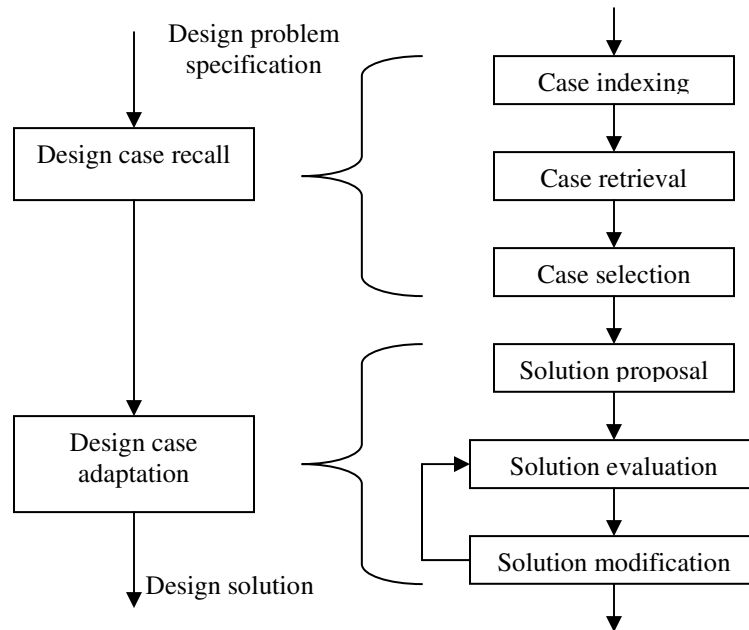 Design problem
specification
Design case recall
Design case
adaptation
Design solution
Case indexing
Case retrieval
Case selection
Solution proposal
Solution evaluation
Solution modification